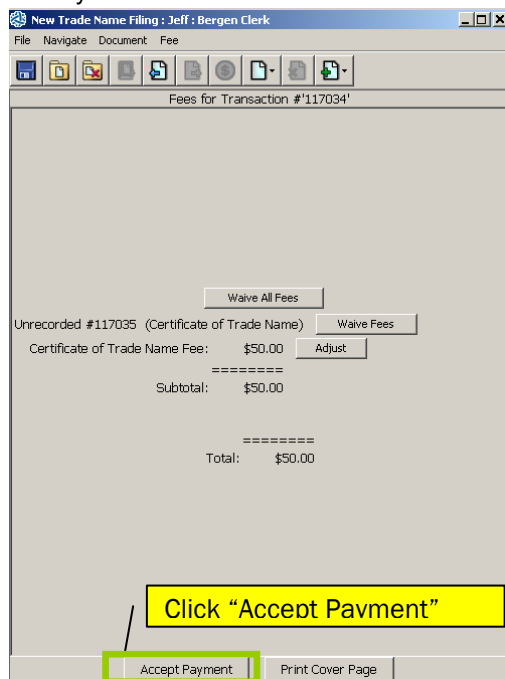 New Trade Name Filing : Jeff : Bergen Clerk
File Navigate Document Fee
Fees for Transaction #'117034'
Waive All Fees
Unrecorded #117035 (Certificate of Trade Name) Waive Fees
Certificate of Trade Name Fee: $50.00 Adjust
========
Subtotal: $50.00
========
Total: $50.00
Click “Accept Payment”
Accept Payment Print Cover Page